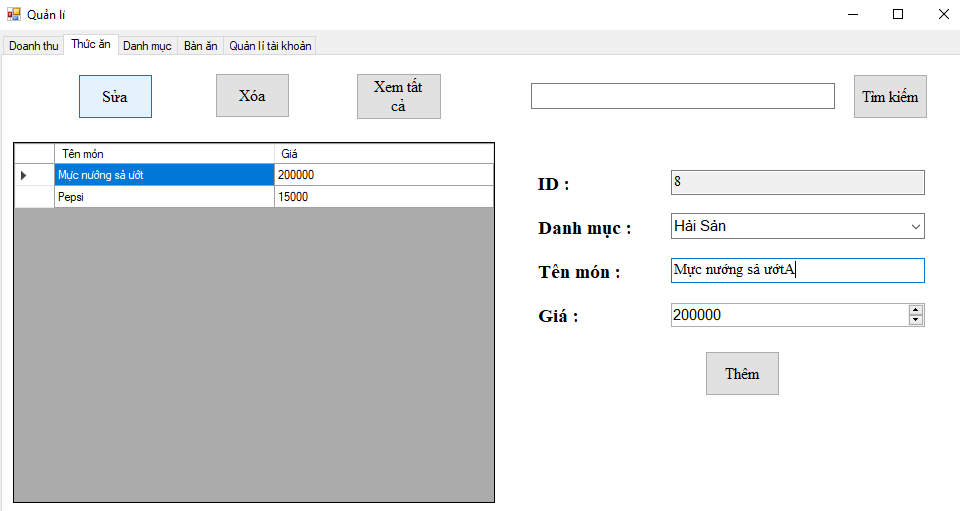 Quản lí
Doanh thu Thức ăn Danh mục Bàn ăn Quản lí tài khoản
Sửa Xóa Xem tất cả Tìm kiếm
Tên món Giá
Mực nướng sả ướt 200000
Pepsi 15000
ID : 8
Danh mục : Hải Sản
Tên món : Mực nướng sả ướtA
Giá : 200000
Thêm